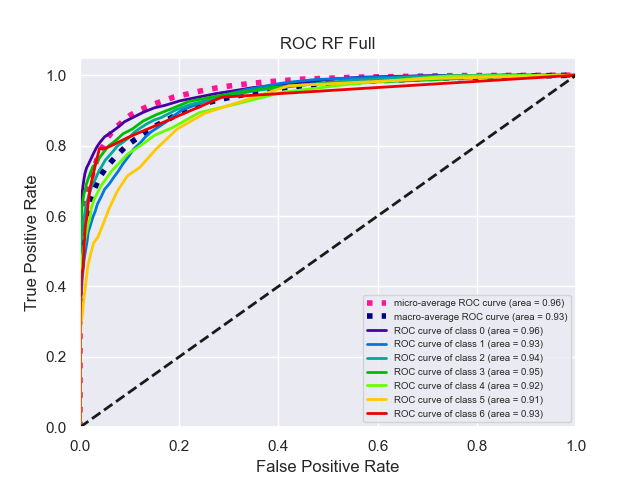 ROC RF Full
True Positive Rate
1.0
0.8
0.6
0.4
0.2
0.0
micro-average ROC curve (area = 0.96)
macro-average ROC curve (area = 0.93)
ROC curve of class 0 (area = 0.96)
ROC curve of class 1 (area = 0.93)
ROC curve of class 2 (area = 0.94)
ROC curve of class 3 (area = 0.95)
ROC curve of class 4 (area = 0.92)
ROC curve of class 5 (area = 0.91)
ROC curve of class 6 (area = 0.93)
0.0 0.2 0.4 0.6 0.8 1.0
False Positive Rate